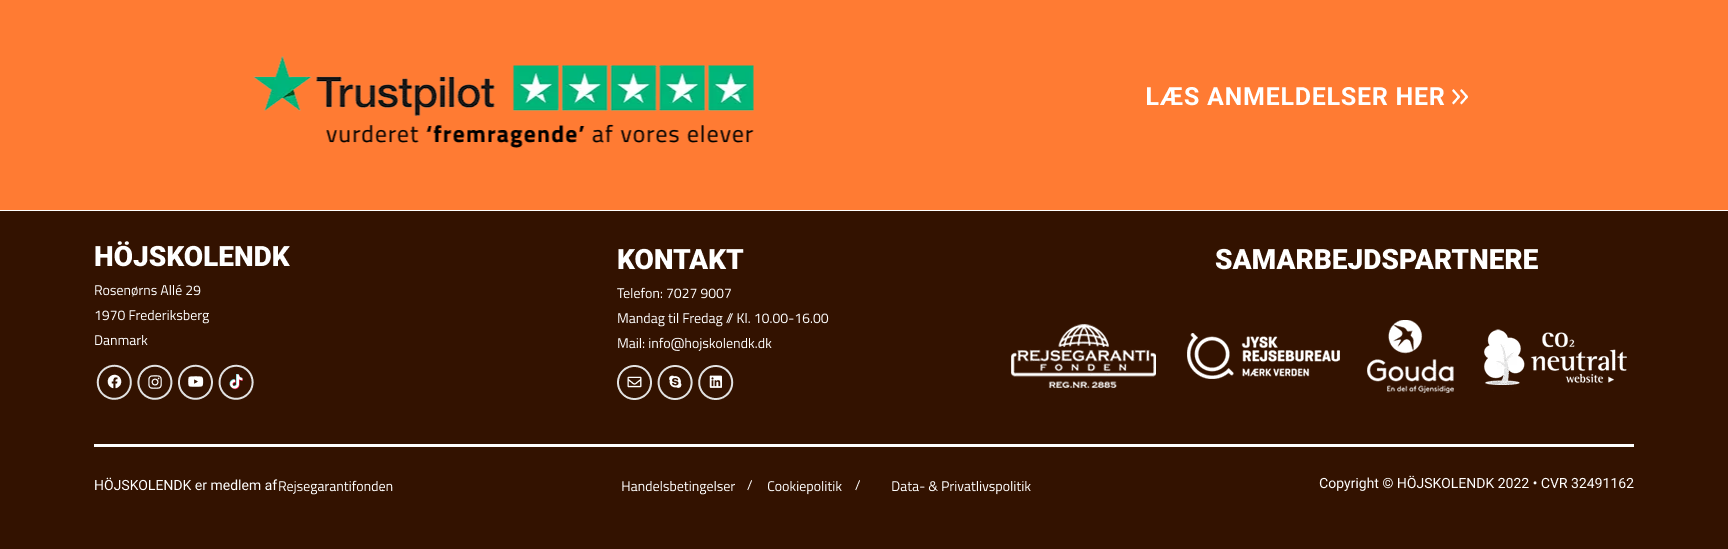 Trustpilot
vurderet ‘fremragende’ af vores elever
LÆS ANMELDELSER HER
HÖJSKOLENDK
Rosenørns Allé 29
1970 Frederiksberg
Danmark
KONTAKT
Telefon: 7027 9007
Mandag til Fredag // Kl. 10.00-16.00
Mail: info@hojskolendk.dk
SAMARBEJDSPARTNERE
REJSEGARANTI
FONDEN
REG.NR. 2885
JYSK
REJSEBUREAU
MÆRK VERDEN
Gouda
En del af Gjensidige
CO₂
neutralt
website
HÖJSKOLENDK er medlem af Rejsegarantifonden
Handelsbetingelser / Cookiepolitik / Data- & Privatlivspolitik
Copyright © HÖJSKOLENDK 2022 • CVR 32491162